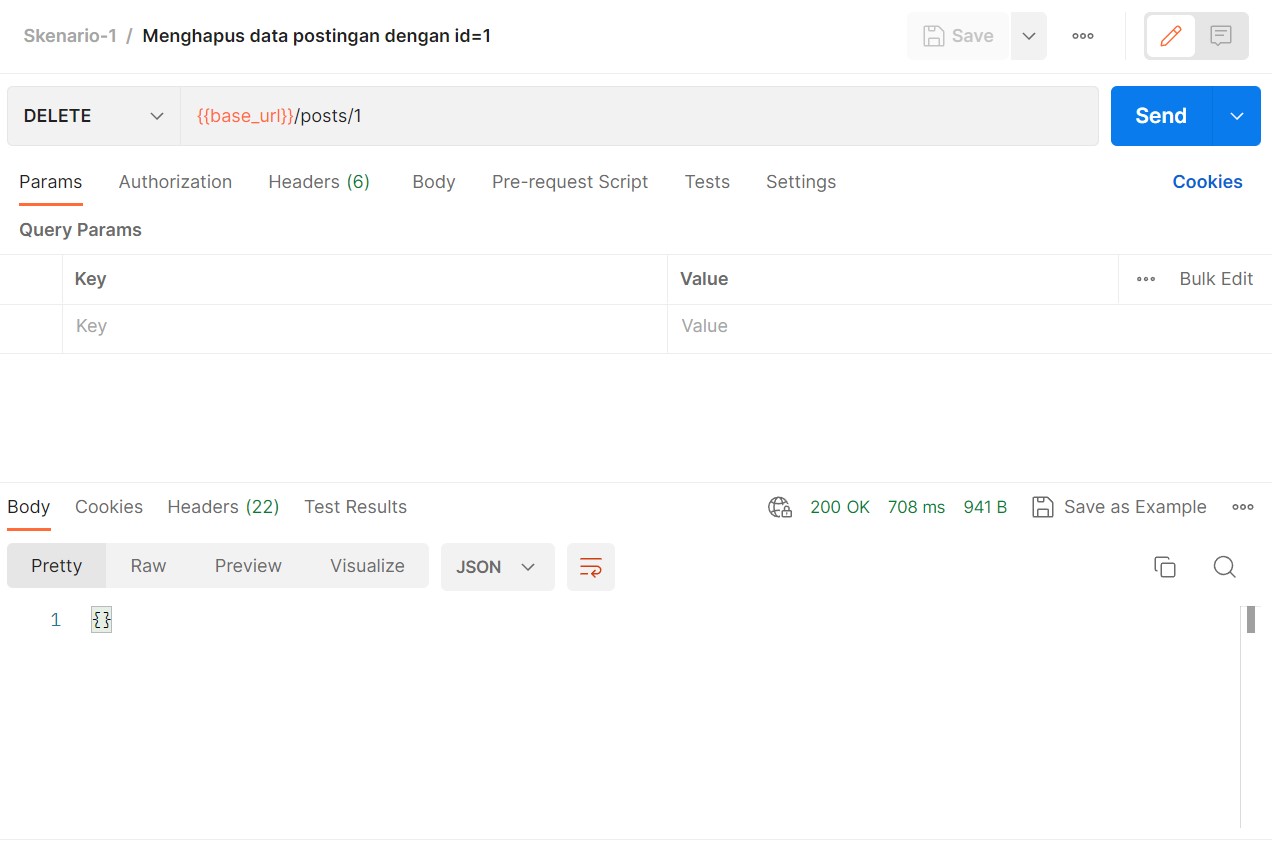 Skenario-1 / Menghapus data postingan dengan id=1 Save
DELETE {{base_url}}/posts/1 Send
Params Authorization Headers (6) Body Pre-request Script Tests Settings Cookies
Query Params
Key Value Bulk Edit
Key Value
Body Cookies Headers (22) Test Results 200 OK 708 ms 941 B Save as Example
Pretty Raw Preview Visualize JSON
1 {}